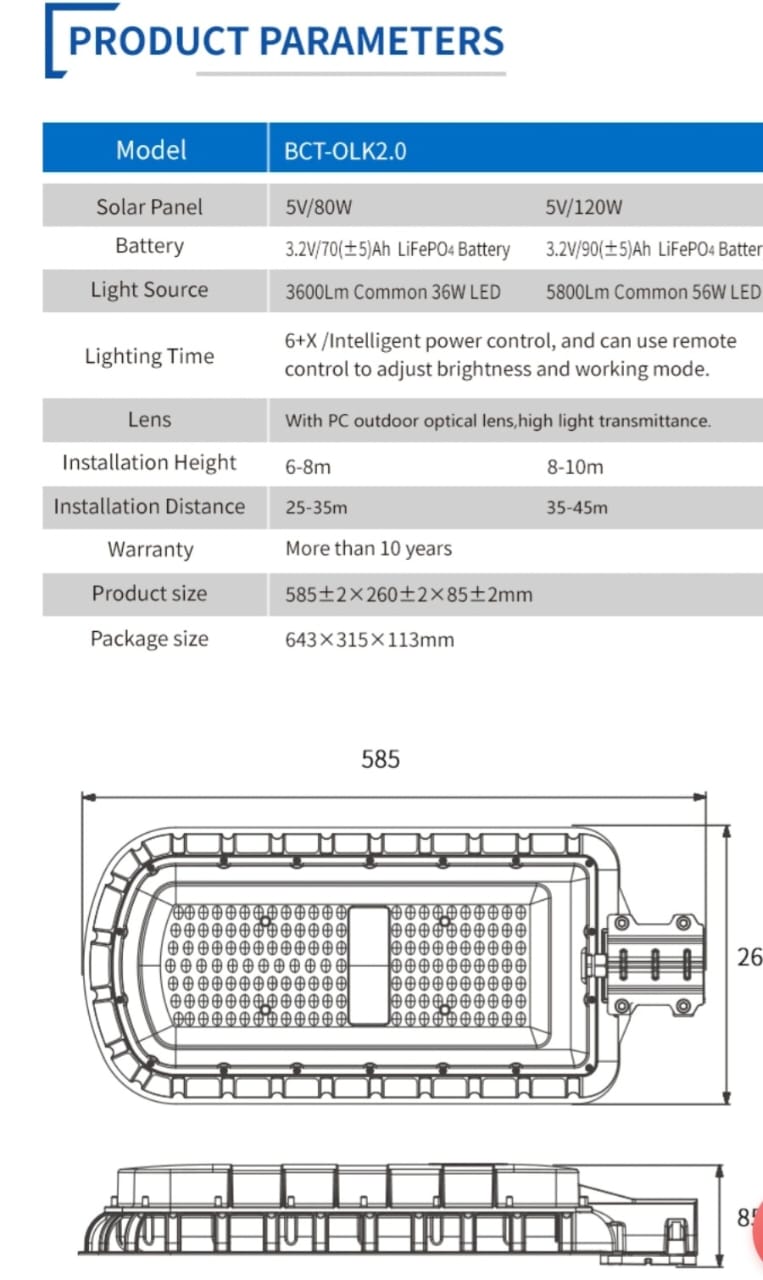 PRODUCT PARAMETERS
Model BCT-OLK2.0
Solar Panel 5V/80W 5V/120W
Battery 3.2V/70(±5)Ah LiFePO4 Battery 3.2V/90(±5)Ah LiFePO4 Batter
Light Source 3600Lm Common 36W LED 5800Lm Common 56W LED
Lighting Time 6+X /Intelligent power control, and can use remote
control to adjust brightness and working mode.
Lens With PC outdoor optical lens,high light transmittance.
Installation Height 6-8m 8-10m
Installation Distance 25-35m 35-45m
Warranty More than 10 years
Product size 585±2×260±2×85±2mm
Package size 643×315×113mm
585
26
8